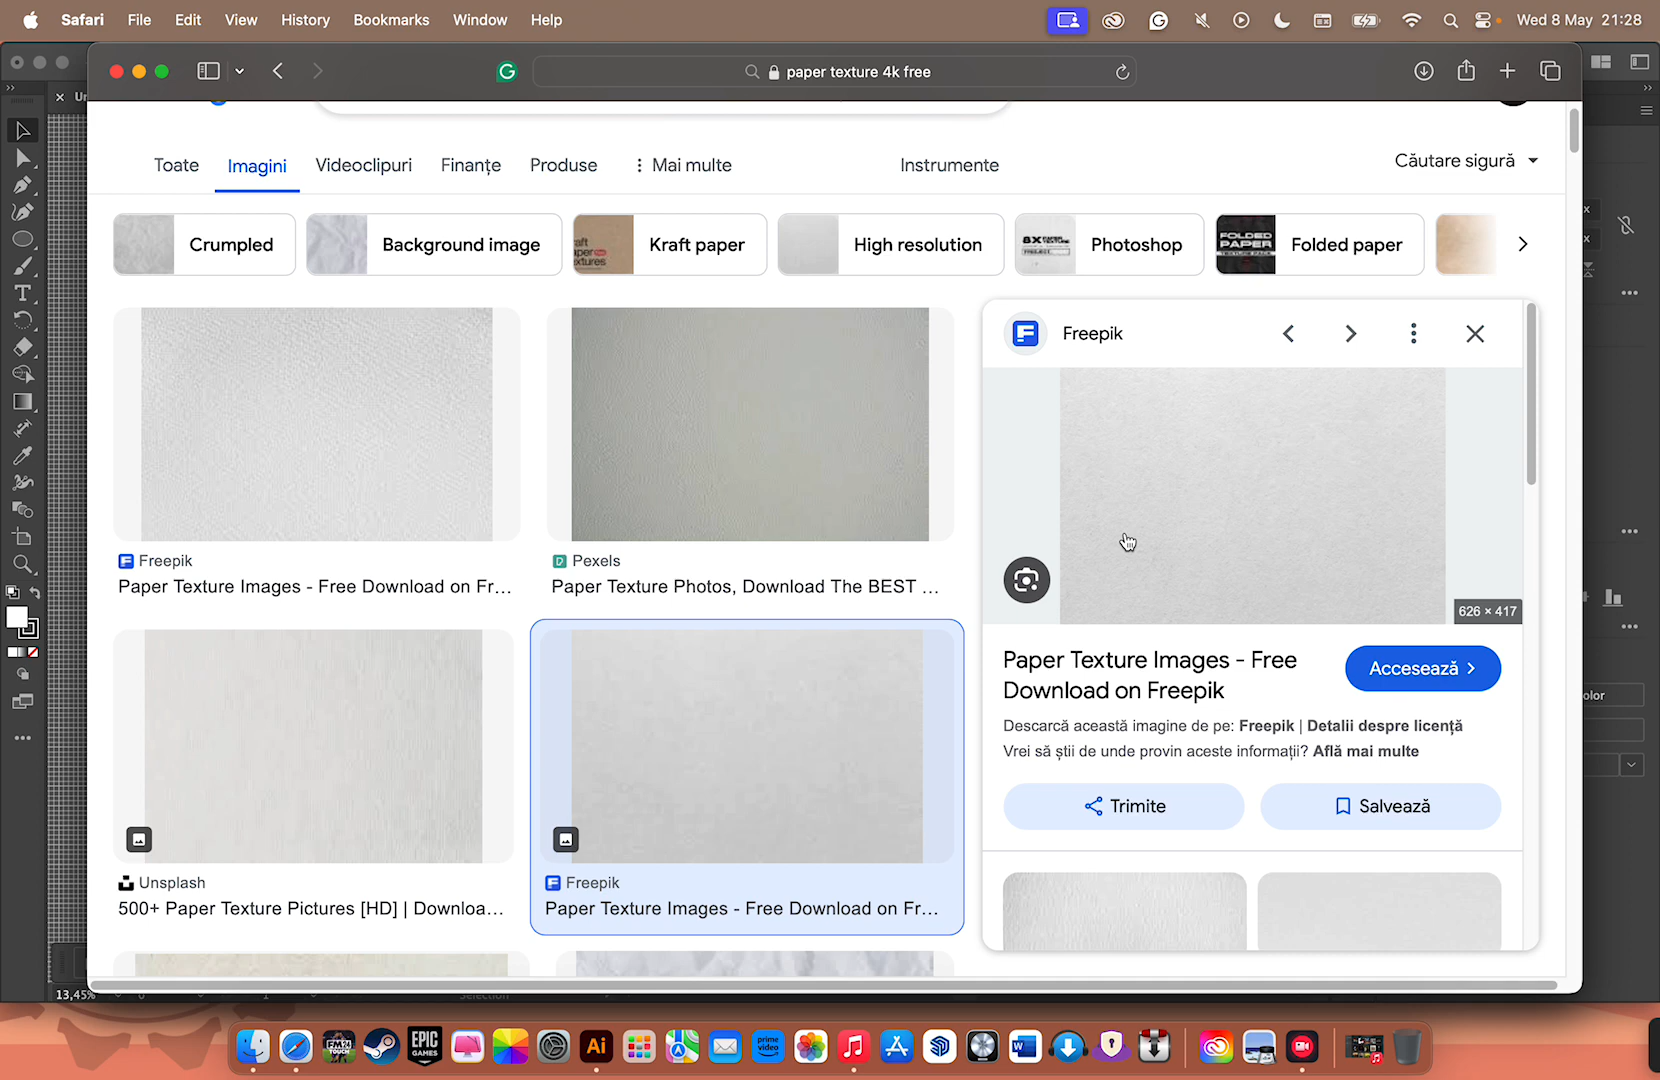 Safari File Edit View History Bookmarks Window Help Wed 8 May 21:28
paper texture 4k free
Toate Imagini Videoclipuri Finanțe Produse Mai multe Instrumente Căutare sigură
Crumpled Background image Kraft paper High resolution Photoshop Folded paper
Freepik
626 × 417
Freepik
Paper Texture Images - Free Download on Fr...
Pexels
Paper Texture Photos, Download The BEST ...
Paper Texture Images - Free
Download on Freepik
Accesează
Descarcă această imagine de pe: Freepik | Detalii despre licență
Vrei să știi de unde provin aceste informații? Află mai multe
Trimite Salvează
Unsplash
500+ Paper Texture Pictures [HD] | Downloa...
Freepik
Paper Texture Images - Free Download on Fr...
13,45%
Selection